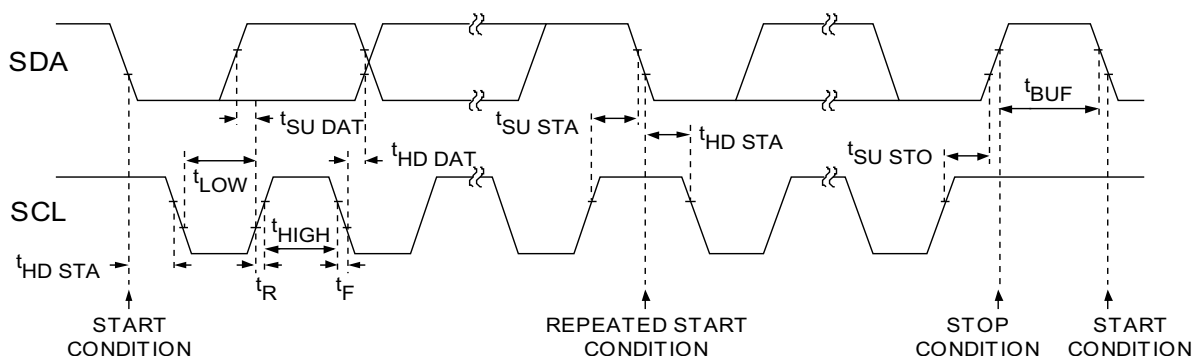 SDA
tSU DAT
tHD DAT
tSU STA
tHD STA
tSU STO
tBUF
tLOW
SCL
tHIGH
tHD STA
tR
tF
START
CONDITION
REPEATED START
CONDITION
STOP
CONDITION
START
CONDITION